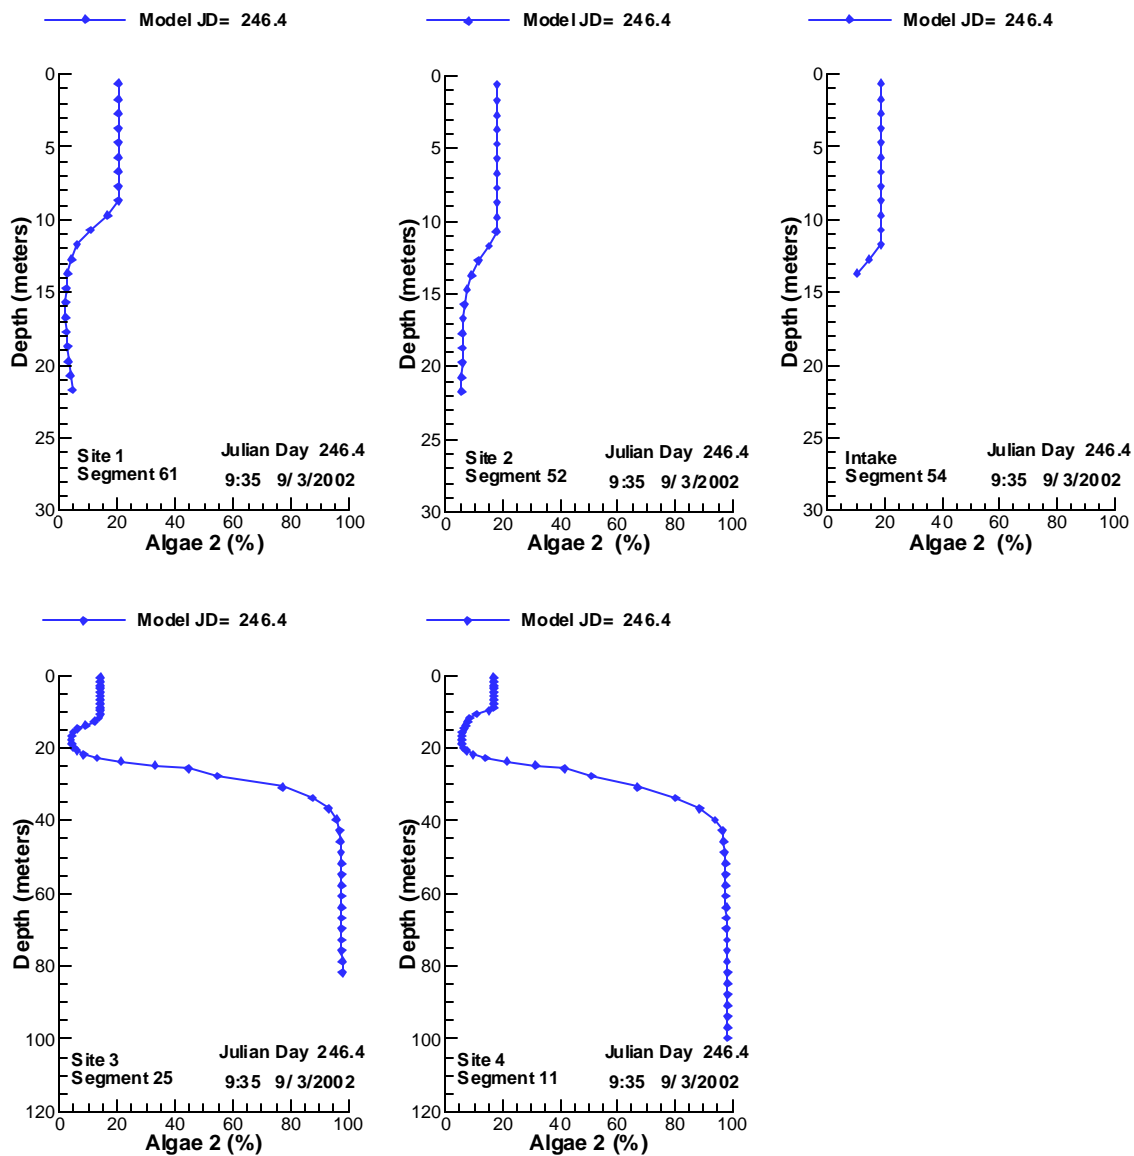 Model JD= 246.4
0
5
10
15
20
25
30
Depth (meters)
Site 1
Segment 61
Julian Day 246.4
9:35 9/ 3/2002
0 20 40 60 80 100
Algae 2 (%)
Model JD= 246.4
0
5
10
15
20
25
30
Depth (meters)
Site 2
Segment 52
Julian Day 246.4
9:35 9/ 3/2002
0 20 40 60 80 100
Algae 2 (%)
Model JD= 246.4
0
5
10
15
20
25
30
Depth (meters)
Intake
Segment 54
Julian Day 246.4
9:35 9/ 3/2002
0 20 40 60 80 100
Algae 2 (%)
Model JD= 246.4
0
20
40
60
80
100
120
Depth (meters)
Site 3
Segment 25
Julian Day 246.4
9:35 9/ 3/2002
0 20 40 60 80 100
Algae 2 (%)
Model JD= 246.4
0
20
40
60
80
100
120
Depth (meters)
Site 4
Segment 11
Julian Day 246.4
9:35 9/ 3/2002
0 20 40 60 80 100
Algae 2 (%)